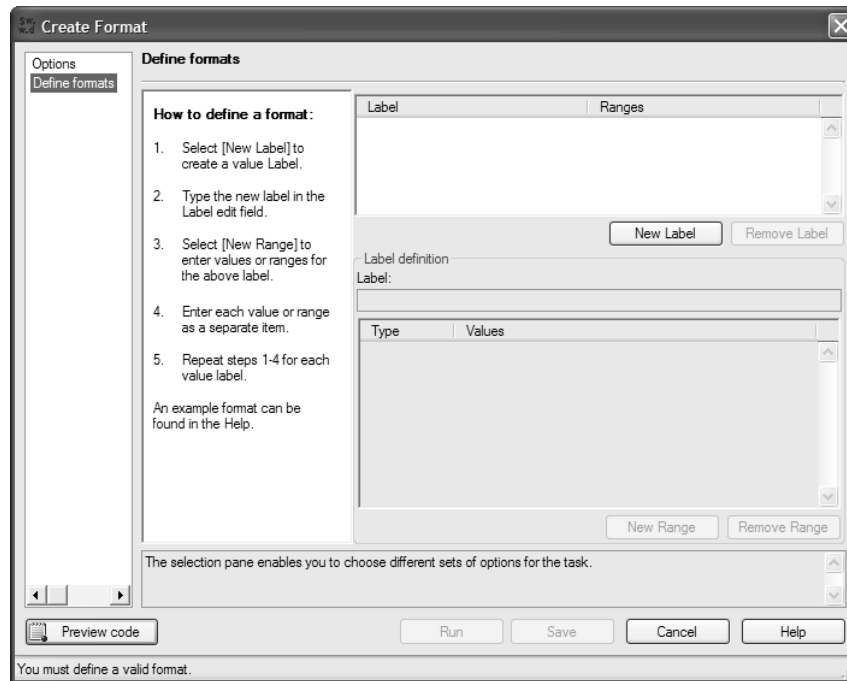 Create Format
Options
Define formats
Define formats
How to define a format:
1. Select [New Label] to
create a value Label.
2. Type the new label in the
Label edit field.
3. Select [New Range] to
enter values or ranges for
the above label.
4. Enter each value or range
as a separate item.
5. Repeat steps 1-4 for each
value label.
An example format can be
found in the Help.
Label Ranges
New Label Remove Label
Label definition
Label:
Type Values
New Range Remove Range
The selection pane enables you to choose different sets of options for the task.
Preview code Run Save Cancel Help
You must define a valid format.